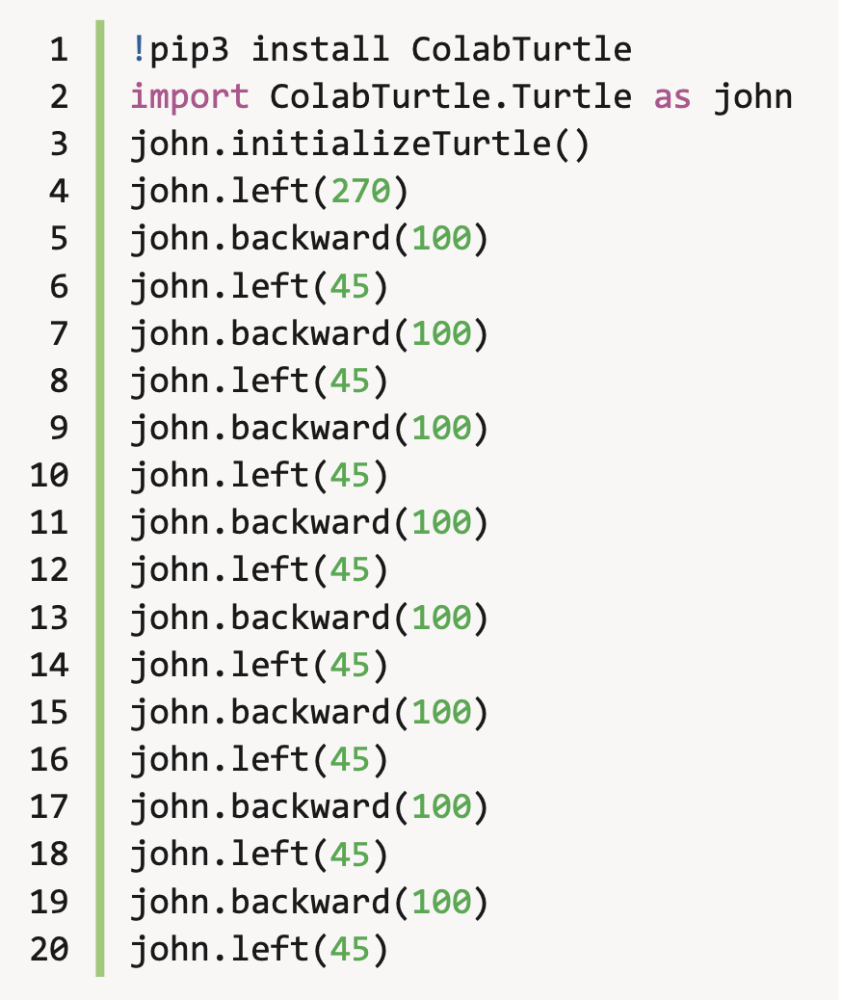 1 !pip3 install ColabTurtle
2 import ColabTurtle.Turtle as john
3 john.initializeTurtle()
4 john.left(270)
5 john.backward(100)
6 john.left(45)
7 john.backward(100)
8 john.left(45)
9 john.backward(100)
10 john.left(45)
11 john.backward(100)
12 john.left(45)
13 john.backward(100)
14 john.left(45)
15 john.backward(100)
16 john.left(45)
17 john.backward(100)
18 john.left(45)
19 john.backward(100)
20 john.left(45)